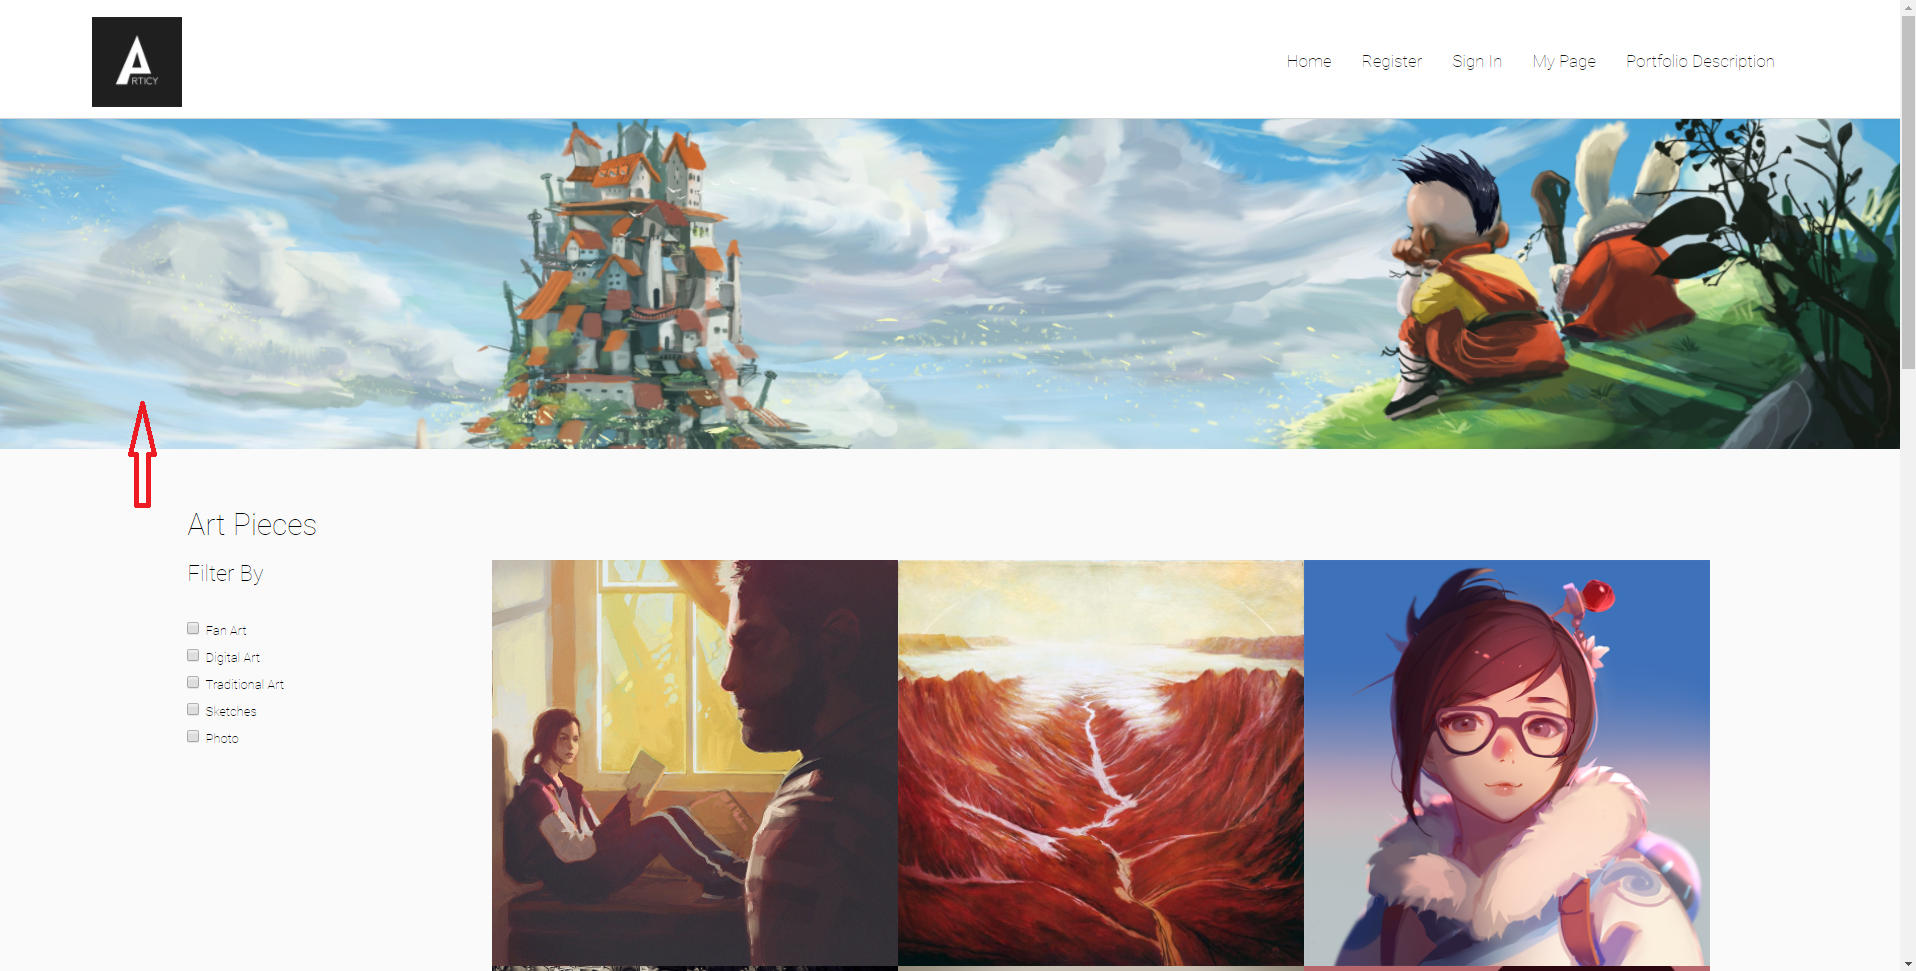 ARTICY
Home Register Sign In My Page Portfolio Description
Art Pieces
Filter By
Fan Art
Digital Art
Traditional Art
Sketches
Photo